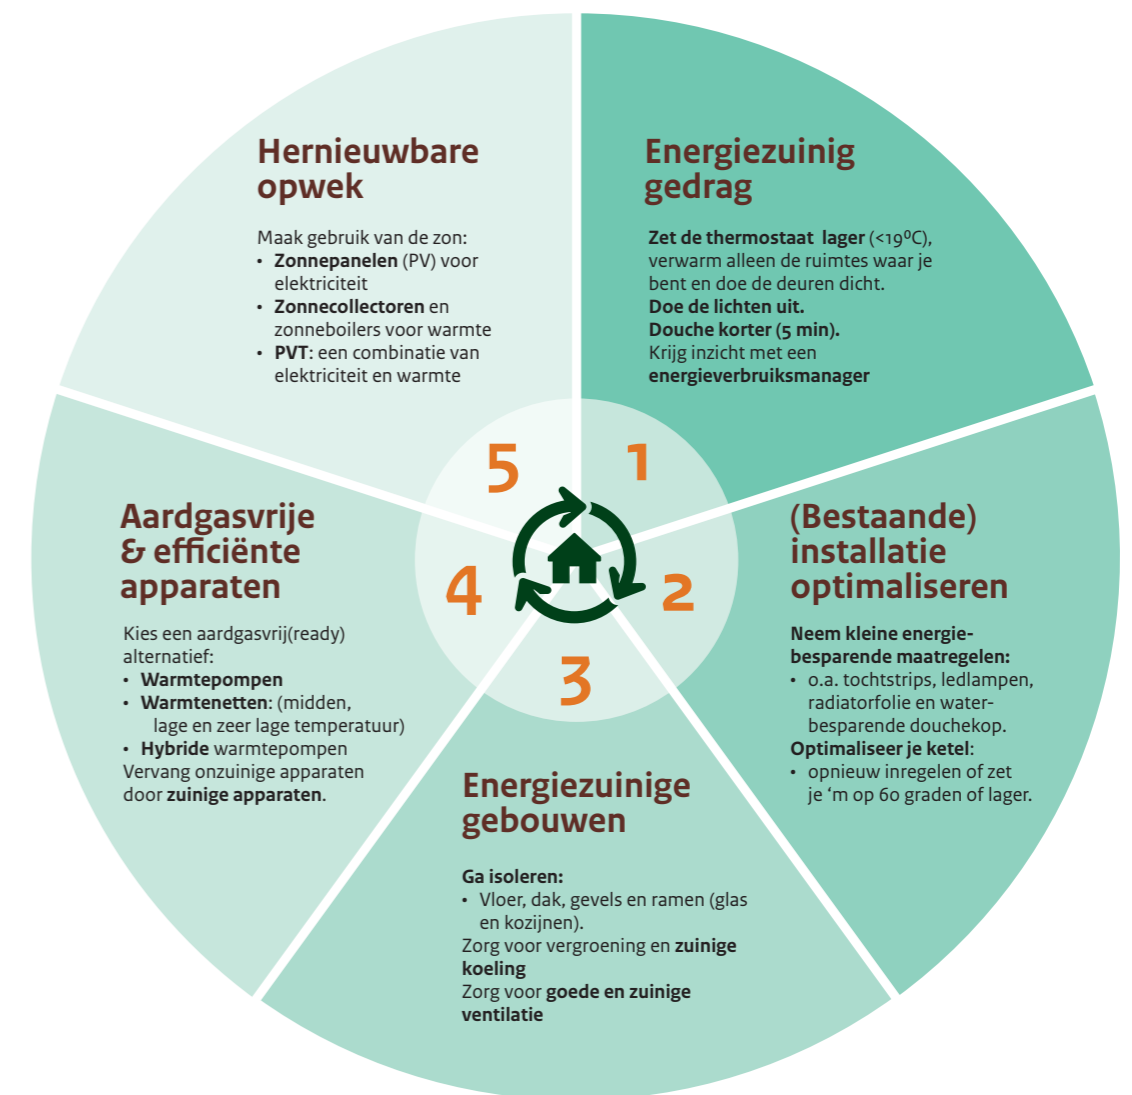 Energiezuinig
gedrag
Zet de thermostaat lager (<19⁰C),
verwarm alleen de ruimtes waar je
bent en doe de deuren dicht.
Doe de lichten uit.
Douche korter (5 min).
Krijg inzicht met een
energieverbruiksmanager
1
(Bestaande)
installatie
optimaliseren
Neem kleine energie-
besparende maatregelen:
• o.a. tochtstrips, ledlampen,
radiatorfolie en water-
besparende douchekop.
Optimaliseer je ketel:
• opnieuw inregelen of zet
je ‘m op 60 graden of lager.
2
3
Energiezuinige
gebouwen
Ga isoleren:
• Vloer, dak, gevels en ramen (glas
en kozijnen).
Zorg voor vergroening en zuinige
koeling
Zorg voor goede en zuinige
ventilatie
4
Aardgasvrije
& efficiënte
apparaten
Kies een aardgasvrij(ready)
alternatief:
• Warmtepompen
• Warmtenetten: (midden,
lage en zeer lage temperatuur)
• Hybride warmtepompen
Vervang onzuinige apparaten
door zuinige apparaten.
5
Hernieuwbare
opwek
Maak gebruik van de zon:
• Zonnepanelen (PV) voor
elektriciteit
• Zonnecollectoren en
zonneboilers voor warmte
• PVT: een combinatie van
elektriciteit en warmte